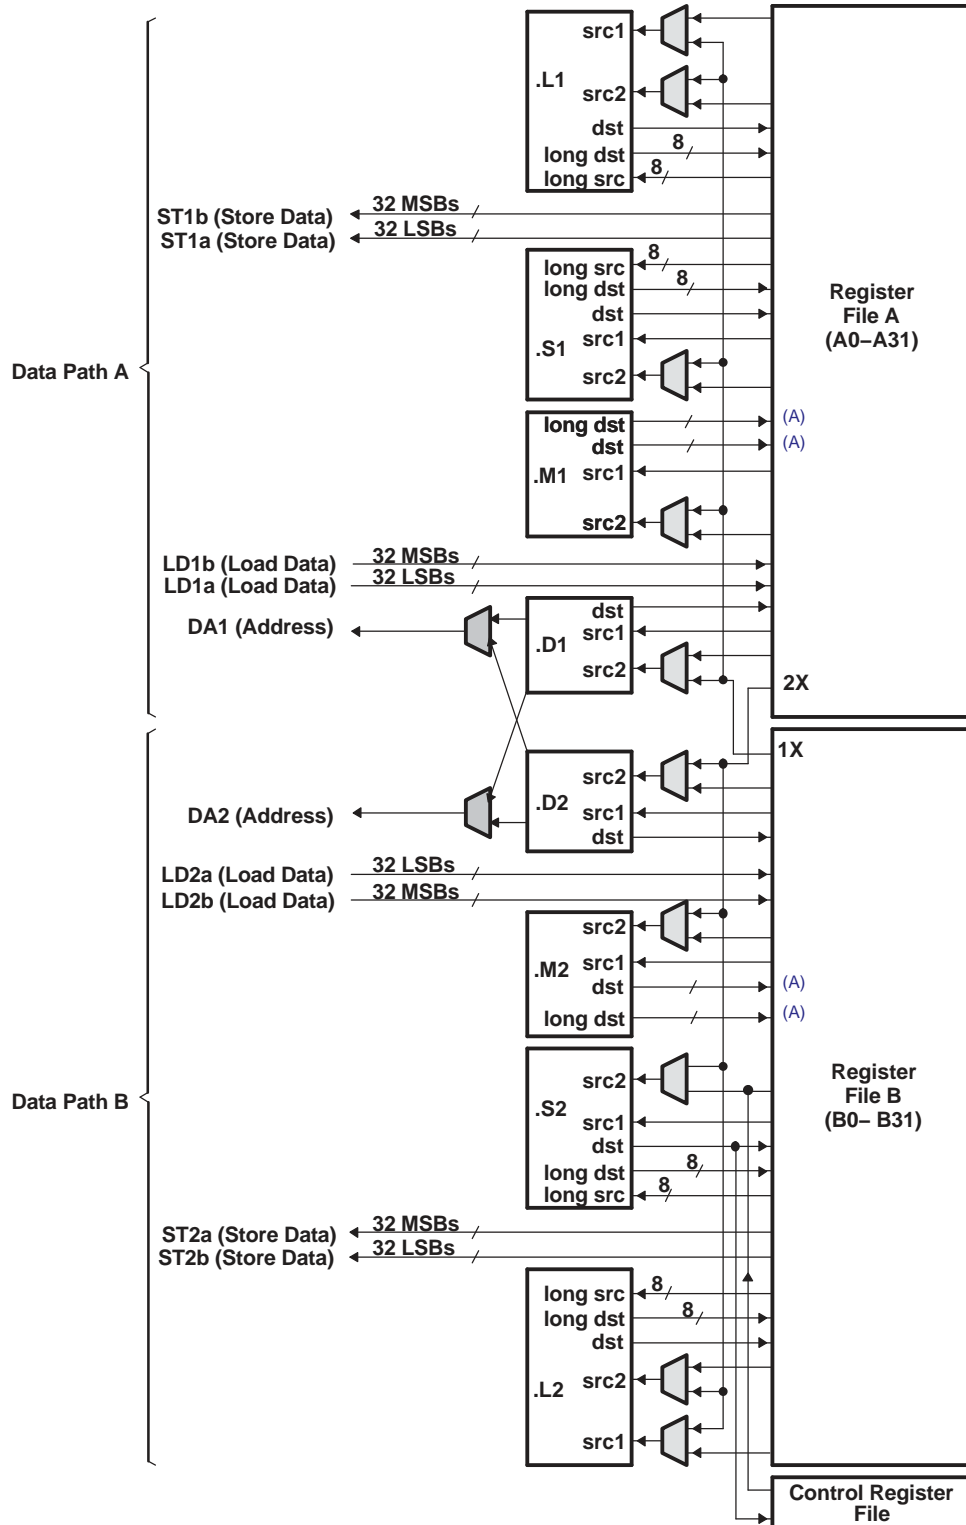 src1
.L1
src2
dst
long dst
8
long src
8
ST1b (Store Data)
32 MSBs
ST1a (Store Data)
32 LSBs
long src
8
long dst
8
dst
.S1
src1
src2
Register
File A
(A0–A31)
Data Path A
long dst
(A)
dst
(A)
.M1
src1
src2
LD1b (Load Data)
32 MSBs
LD1a (Load Data)
32 LSBs
DA1 (Address)
dst
.D1
src1
src2
2X
1X
DA2 (Address)
src2
.D2
src1
dst
LD2a (Load Data)
32 LSBs
LD2b (Load Data)
32 MSBs
src2
.M2
src1
dst
(A)
long dst
(A)
Data Path B
src2
.S2
src1
dst
long dst
8
long src
8
Register
File B
(B0– B31)
ST2a (Store Data)
32 MSBs
ST2b (Store Data)
32 LSBs
long src
8
long dst
8
dst
.L2
src2
src1
Control Register
File